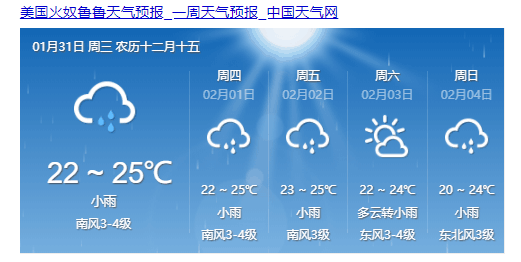 美国火奴鲁鲁天气预报_一周天气预报_中国天气网
01月31日 周三 农历十二月十五
22 ~ 25℃
小雨
南风3-4级
周四
02月01日
22 ~ 25℃
小雨
南风3-4级
周五
02月02日
23 ~ 25℃
小雨
南风3级
周六
02月03日
22 ~ 24℃
多云转小雨
东风3-4级
周日
02月04日
20 ~ 24℃
小雨
东北风3级